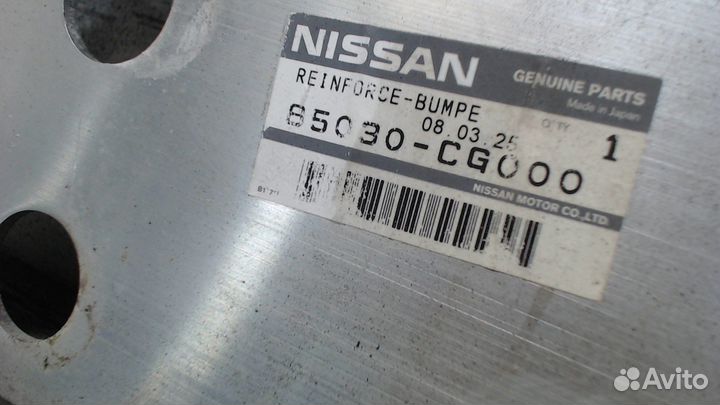 NISSAN
GENUINE PARTS
Made in Japan
REINFORCE-BUMPE
08.03.25
Q'TY
1
85030-CG000
NISSAN MOTOR CO.,LTD.
Avito